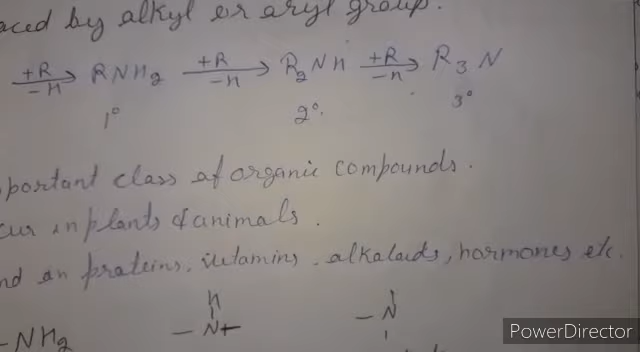 aced by alkyl or aryl group.
+R -H → RNH2 +R -H → R2NH +R -H → R3N
1° 2°. 3°
portant class of organic compounds.
cur in plants & animals.
nd in proteins, vitamins, alkaloids, hormones etc.
H
-NH2 -N+ -N
PowerDirector